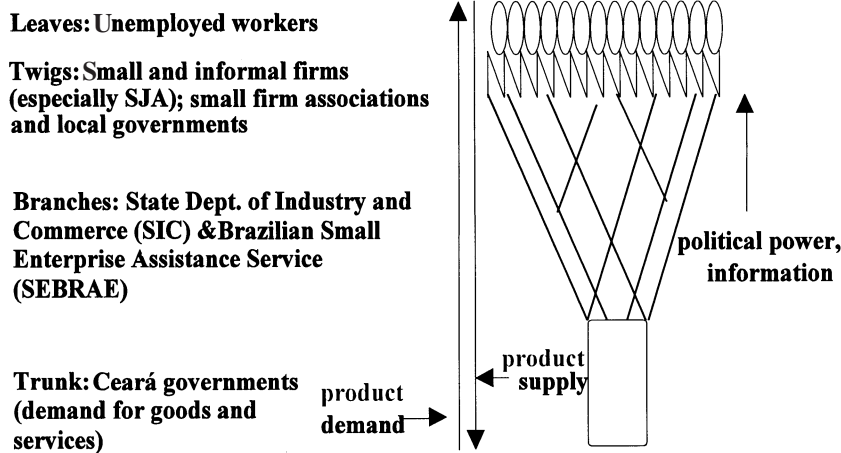 Leaves: Unemployed workers
Twigs: Small and informal firms
(especially SJA); small firm associations
and local governments
Branches: State Dept. of Industry and
Commerce (SIC) &Brazilian Small
Enterprise Assistance Service
(SEBRAE)
political power,
information
Trunk: Ceará governments
(demand for goods and
services)
product
demand
product
supply